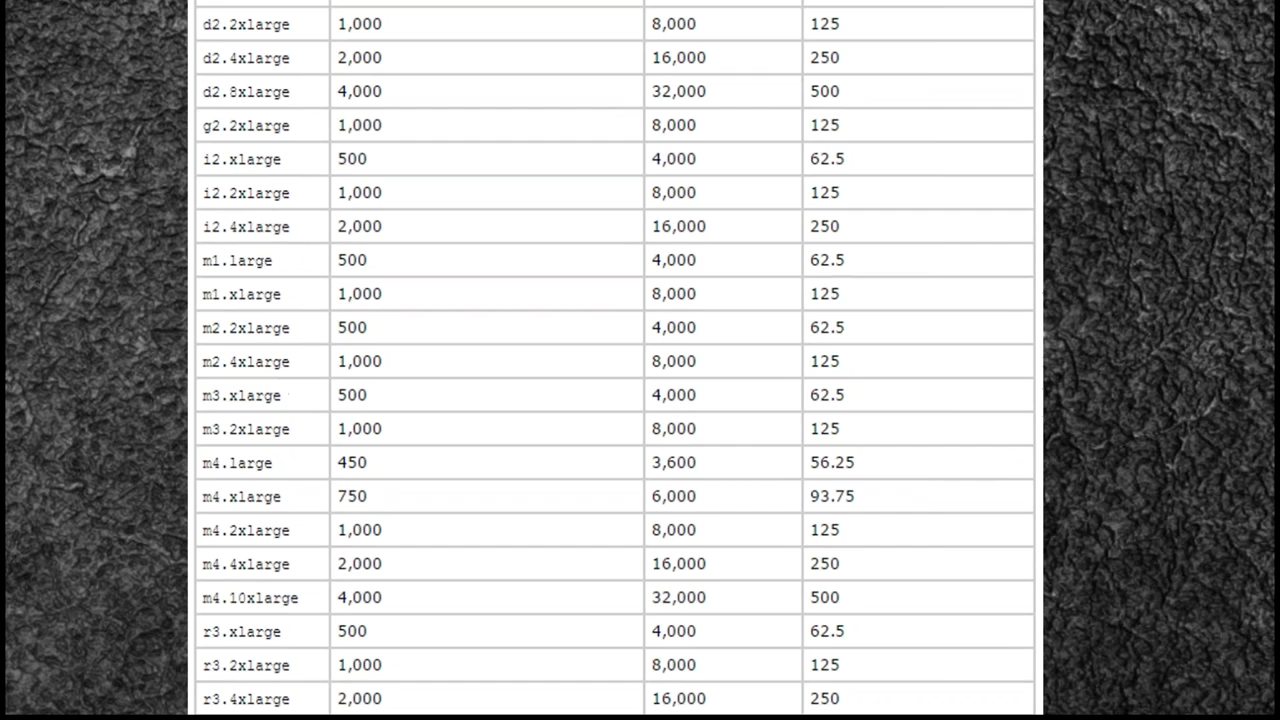 d2.2xlarge 1,000 8,000 125
d2.4xlarge 2,000 16,000 250
d2.8xlarge 4,000 32,000 500
g2.2xlarge 1,000 8,000 125
i2.xlarge 500 4,000 62.5
i2.2xlarge 1,000 8,000 125
i2.4xlarge 2,000 16,000 250
m1.large 500 4,000 62.5
m1.xlarge 1,000 8,000 125
m2.2xlarge 500 4,000 62.5
m2.4xlarge 1,000 8,000 125
m3.xlarge 500 4,000 62.5
m3.2xlarge 1,000 8,000 125
m4.large 450 3,600 56.25
m4.xlarge 750 6,000 93.75
m4.2xlarge 1,000 8,000 125
m4.4xlarge 2,000 16,000 250
m4.10xlarge 4,000 32,000 500
r3.xlarge 500 4,000 62.5
r3.2xlarge 1,000 8,000 125
r3.4xlarge 2,000 16,000 250